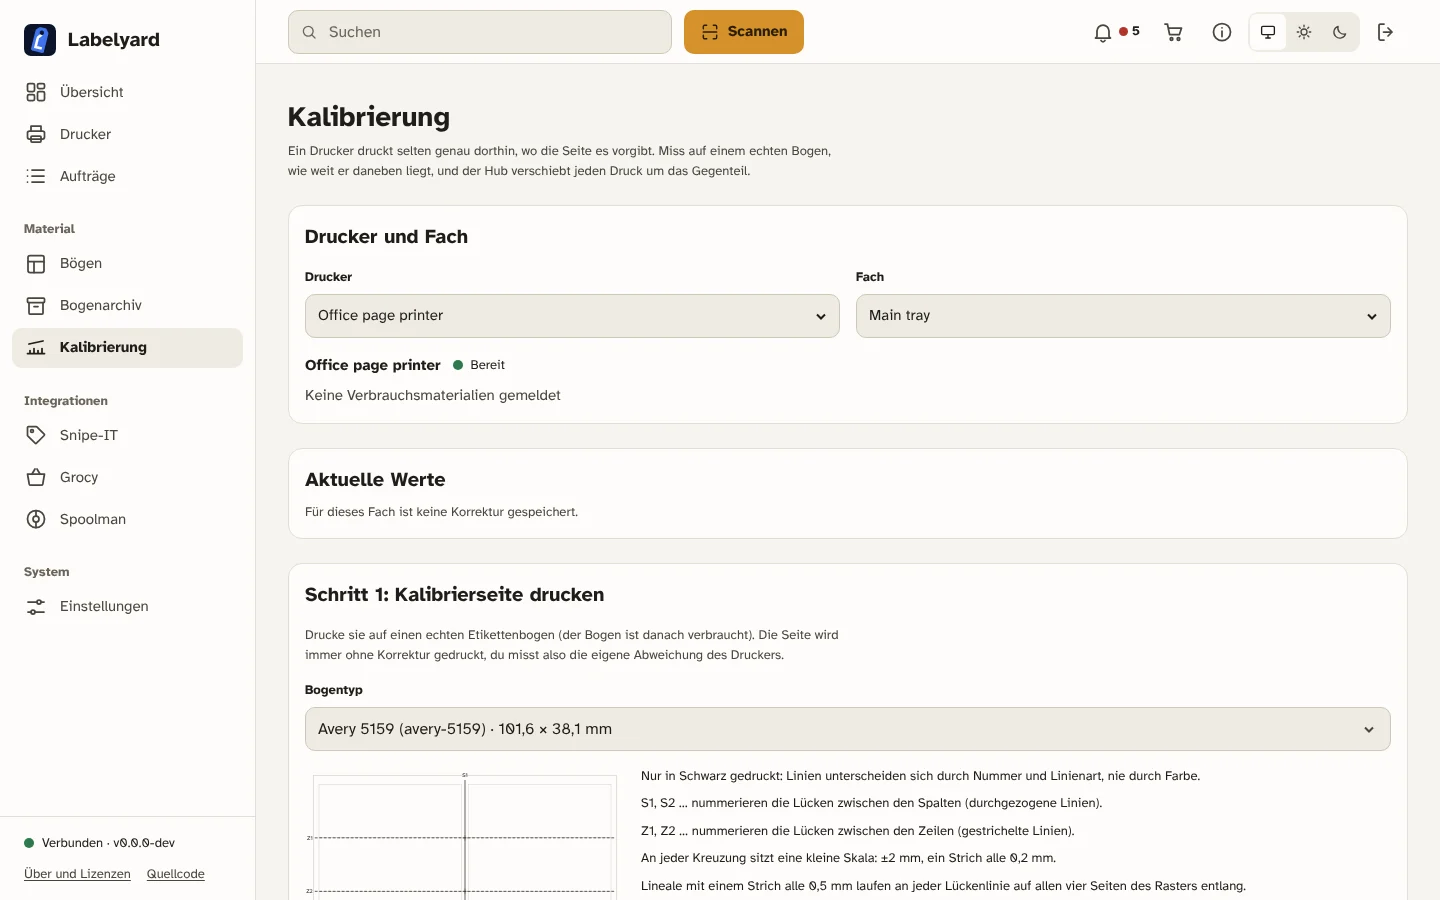 Labelyard
Suchen
Scannen
5
Übersicht
Drucker
Aufträge
Material
Bögen
Bogenarchiv
Kalibrierung
Integrationen
Snipe-IT
Grocy
Spoolman
System
Einstellungen
Verbunden · v0.0.0-dev
Über und Lizenzen
Quellcode
Kalibrierung
Ein Drucker druckt selten genau dorthin, wo die Seite es vorgibt. Miss auf einem echten Bogen,
wie weit er daneben liegt, und der Hub verschiebt jeden Druck um das Gegenteil.
Drucker und Fach
Drucker
Fach
Office page printer
Main tray
Office page printer
Bereit
Keine Verbrauchsmaterialien gemeldet
Aktuelle Werte
Für dieses Fach ist keine Korrektur gespeichert.
Schritt 1: Kalibrierseite drucken
Drucke sie auf einen echten Etikettenbogen (der Bogen ist danach verbraucht). Die Seite wird
immer ohne Korrektur gedruckt, du misst also die eigene Abweichung des Druckers.
Bogentyp
Avery 5159 (avery-5159) · 101,6 × 38,1 mm
S1
Z1
Z2
Nur in Schwarz gedruckt: Linien unterscheiden sich durch Nummer und Linienart, nie durch Farbe.
S1, S2 … nummerieren die Lücken zwischen den Spalten (durchgezogene Linien).
Z1, Z2 … nummerieren die Lücken zwischen den Zeilen (gestrichelte Linien).
An jeder Kreuzung sitzt eine kleine Skala: ±2 mm, ein Strich alle 0,2 mm.
Lineale mit einem Strich alle 0,5 mm laufen an jeder Lückenlinie auf allen vier Seiten des Rasters entlang.